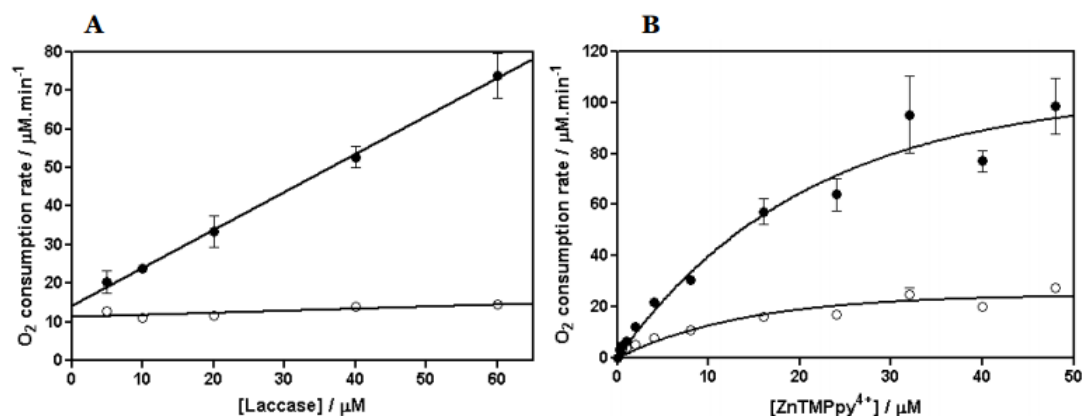 A
O₂ consumption rate / µM.min⁻¹
80
70
60
50
40
30
20
10
0
0 10 20 30 40 50 60
[Laccase] / µM
B
O₂ consumption rate / µM.min⁻¹
120
100
80
60
40
20
0
0 10 20 30 40 50
[ZnTMPpy⁴⁺] / µM